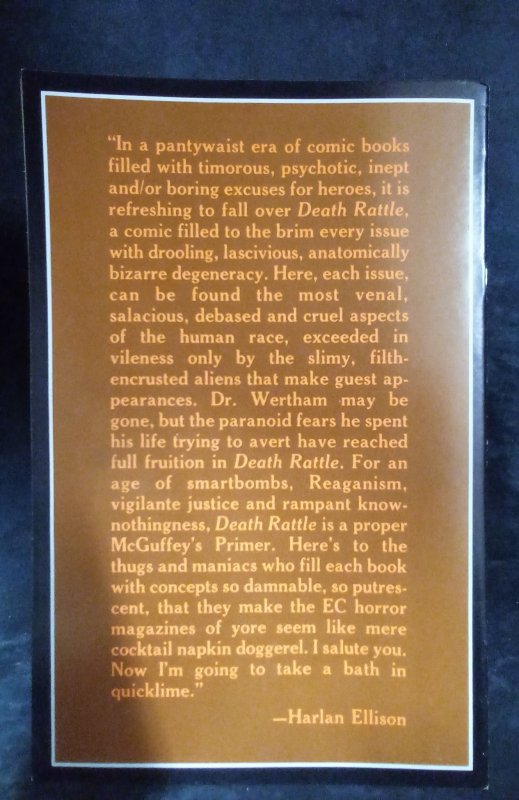 “In a pantywaist era of comic books
filled with timorous, psychotic, inept
and/or boring excuses for heroes, it is
refreshing to fall over Death Rattle,
a comic filled to the brim every issue
with drooling, lascivious, anatomically
bizarre degeneracy. Here, each issue,
can be found the most venal,
salacious, debased and cruel aspects
of the human race, exceeded in
vileness only by the slimy, filth-
encrusted aliens that make guest ap-
pearances. Dr. Wertham may be
gone, but the paranoid fears he spent
his life trying to avert have reached
full fruition in Death Rattle. For an
age of smartbombs, Reaganism,
vigilante justice and rampant know-
nothingness, Death Rattle is a proper
McGuffey's Primer. Here's to the
thugs and maniacs who fill each book
with concepts so damnable, so putres-
cent, that they make the EC horror
magazines of yore seem like mere
cocktail napkin doggerel. I salute you.
Now I'm going to take a bath in
quicklime.”
—Harlan Ellison